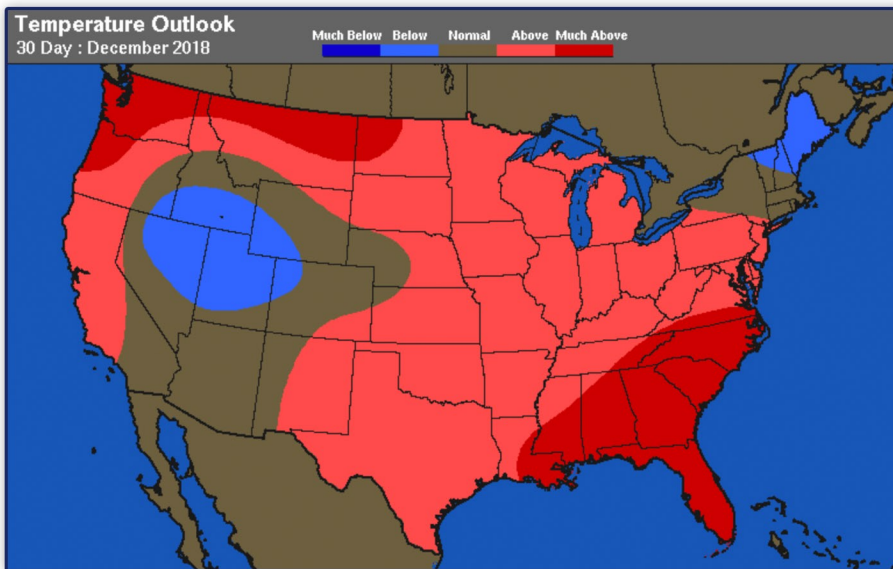 Temperature Outlook
30 Day : December 2018
Much Below Below Normal Above Much Above